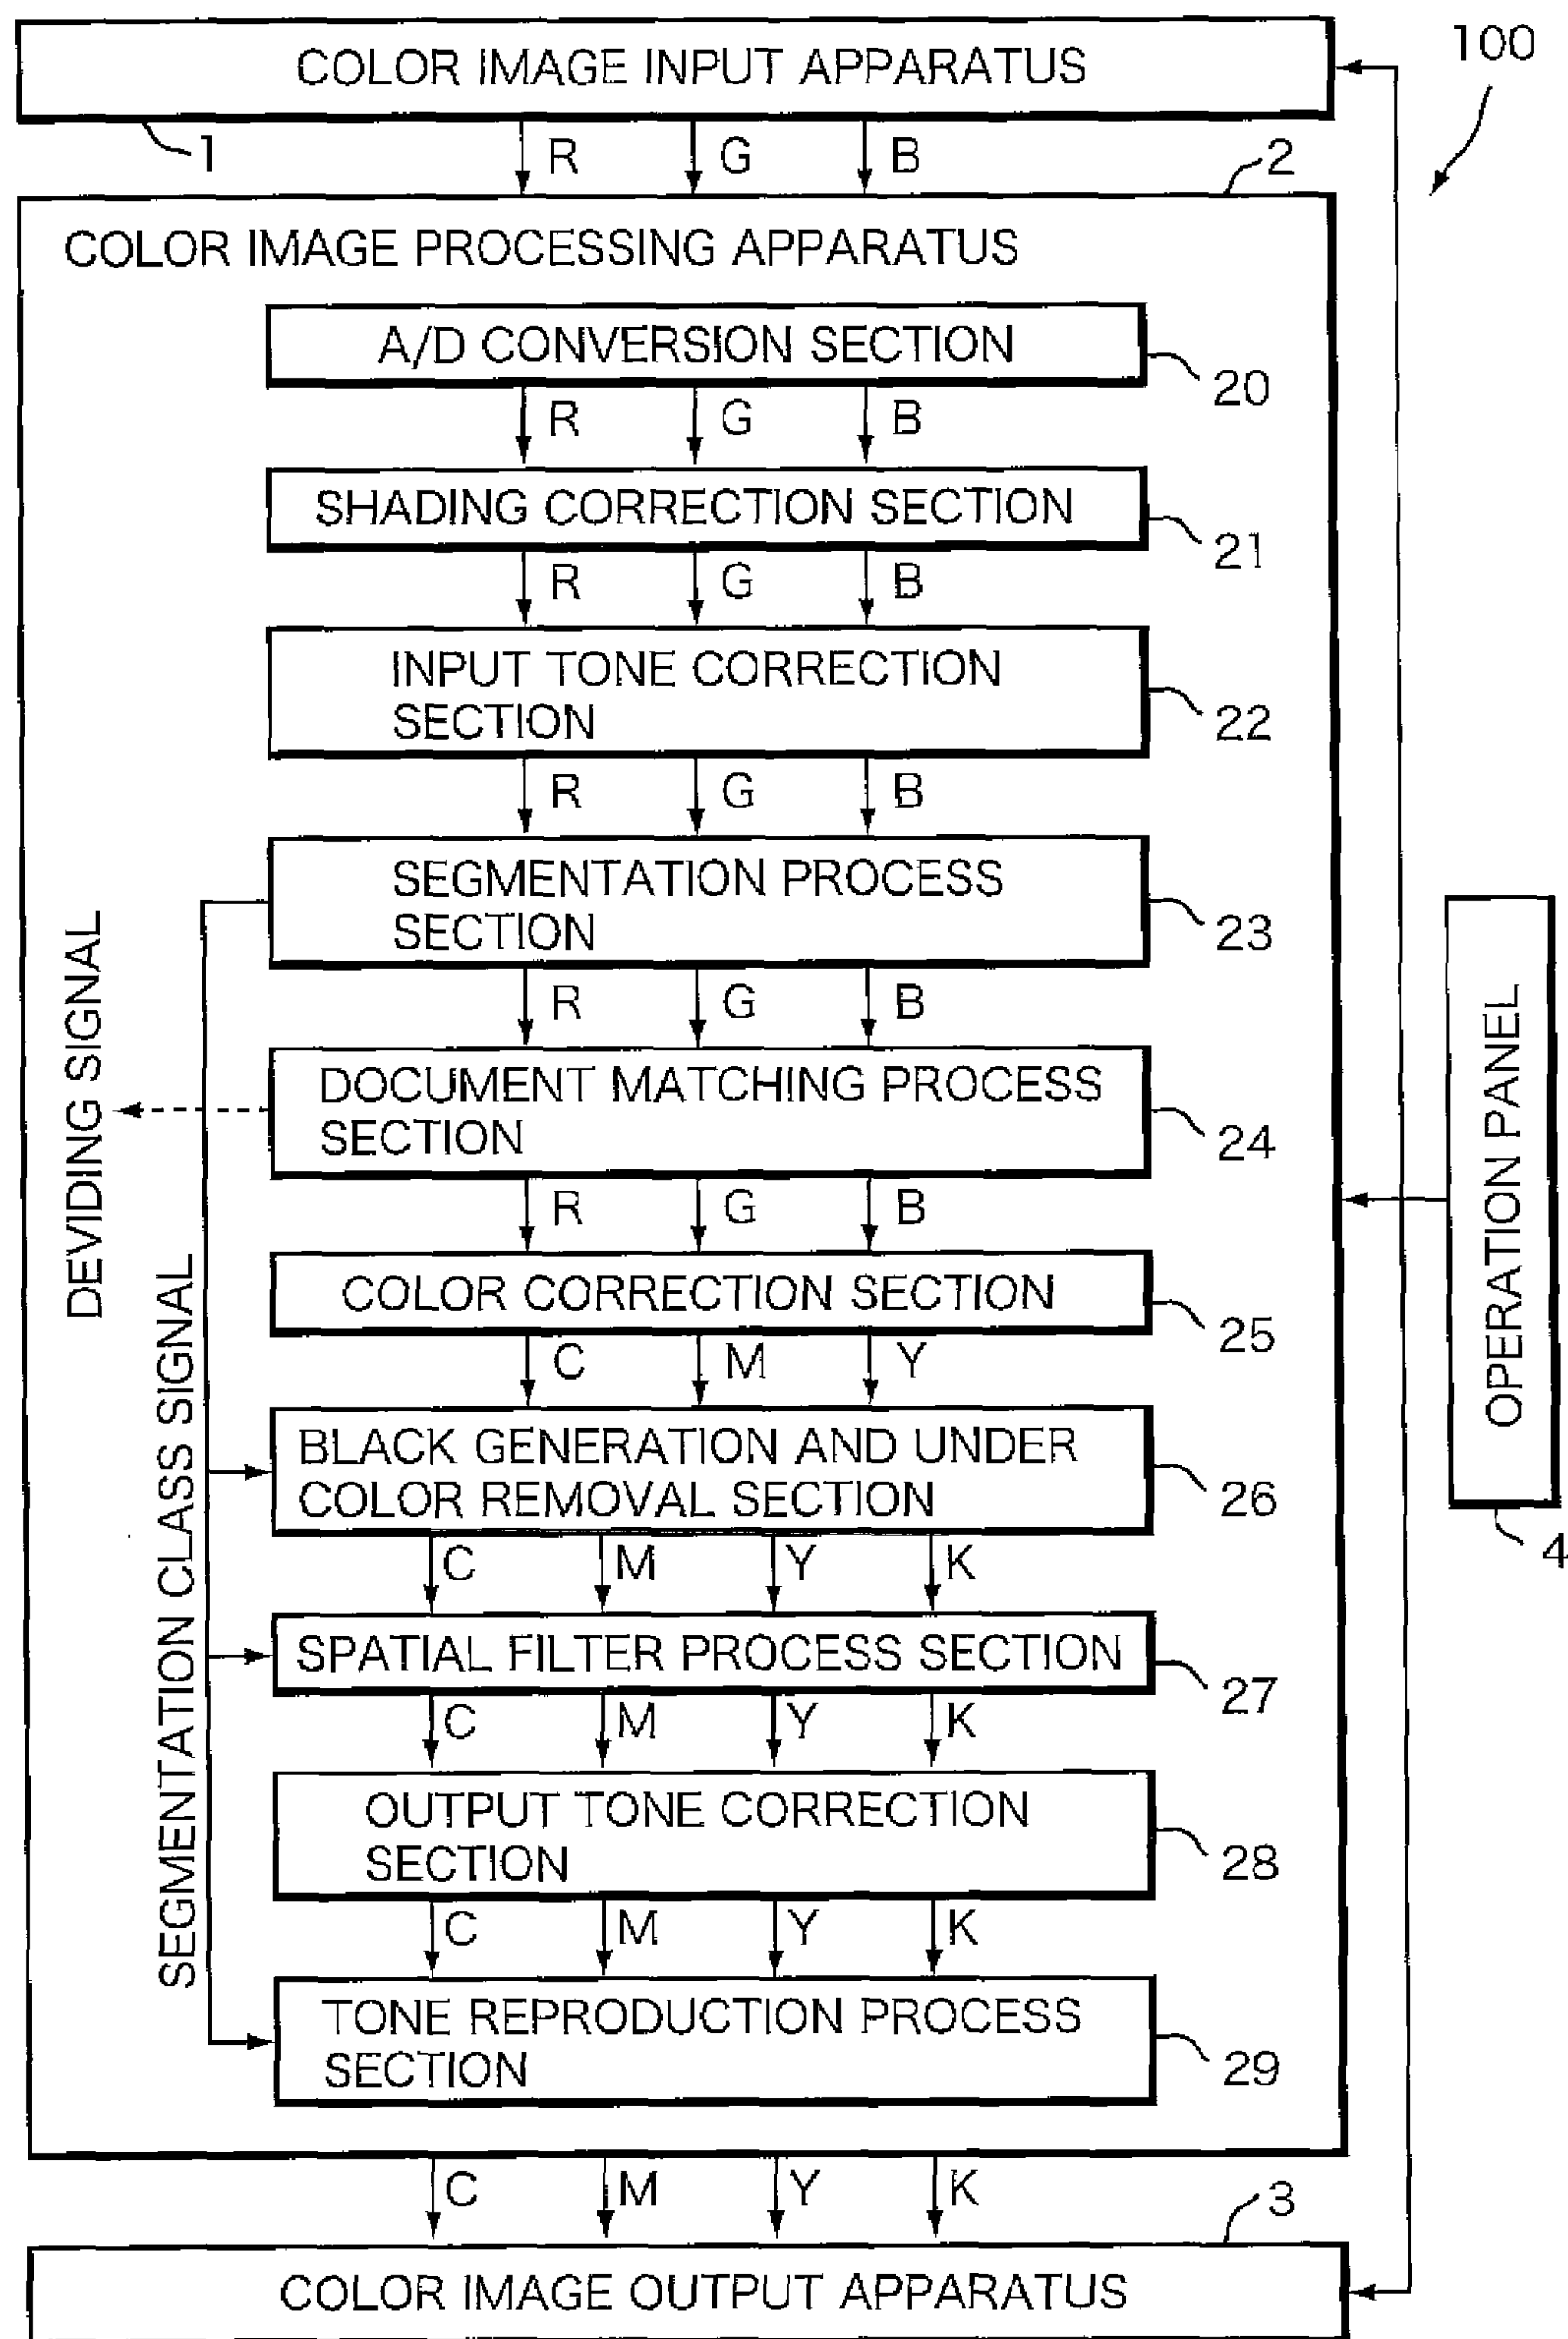 COLOR IMAGE INPUT APPARATUS
100
1
R G B
2
COLOR IMAGE PROCESSING APPARATUS
A/D CONVERSION SECTION
20
R G B
SHADING CORRECTION SECTION
21
R G B
INPUT TONE CORRECTION
SECTION
22
R G B
SEGMENTATION PROCESS
SECTION
23
R G B
DEVIDING SIGNAL
DOCUMENT MATCHING PROCESS
SECTION
24
R G B
COLOR CORRECTION SECTION
25
C M Y
SEGMENTATION CLASS SIGNAL
BLACK GENERATION AND UNDER
COLOR REMOVAL SECTION
26
C M Y K
SPATIAL FILTER PROCESS SECTION
27
C M Y K
OUTPUT TONE CORRECTION
SECTION
28
C M Y K
TONE REPRODUCTION PROCESS
SECTION
29
OPERATION PANEL
4
C M Y K
3
COLOR IMAGE OUTPUT APPARATUS